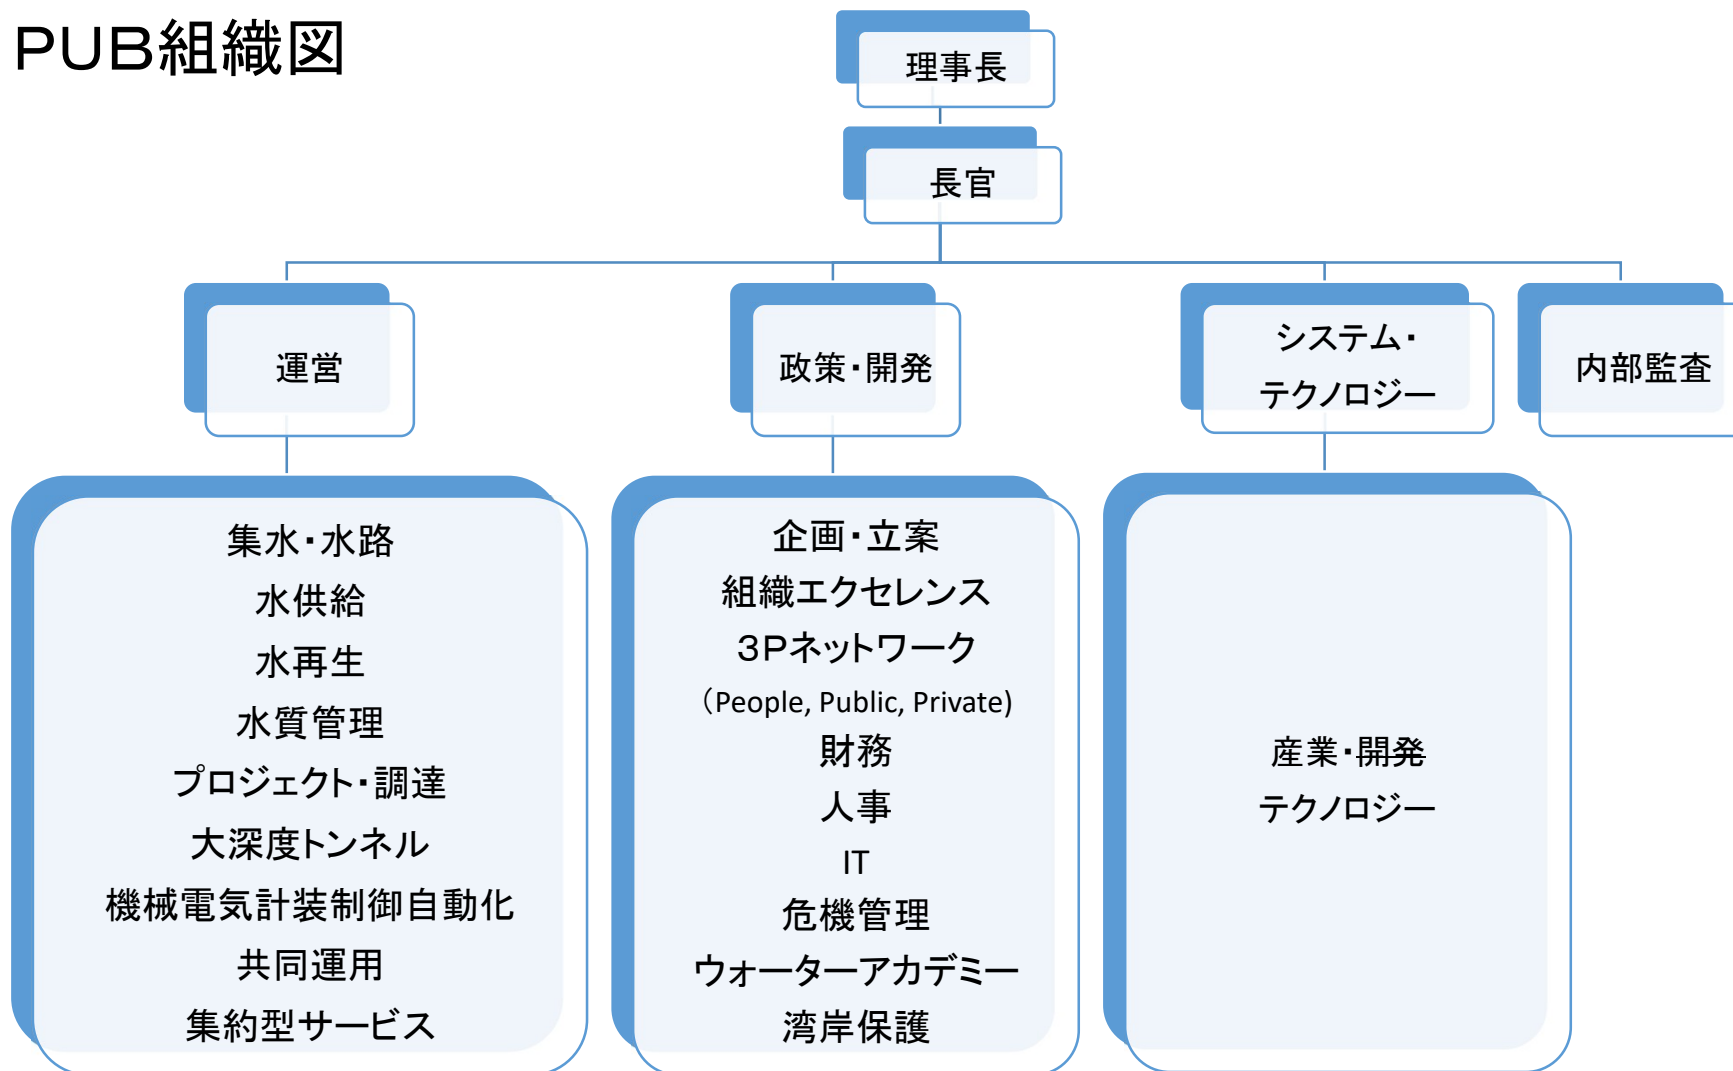 PUB組織図
理事長
長官
運営
政策・開発
システム・
テクノロジー
内部監査
集水・水路
水供給
水再生
水質管理
プロジェクト・調達
大深度トンネル
機械電気計装制御自動化
共同運用
集約型サービス
企画・立案
組織エクセレンス
３Ｐネットワーク
（People, Public, Private)
財務
人事
IT
危機管理
ウォーターアカデミー
湾岸保護
産業・開発
テクノロジー